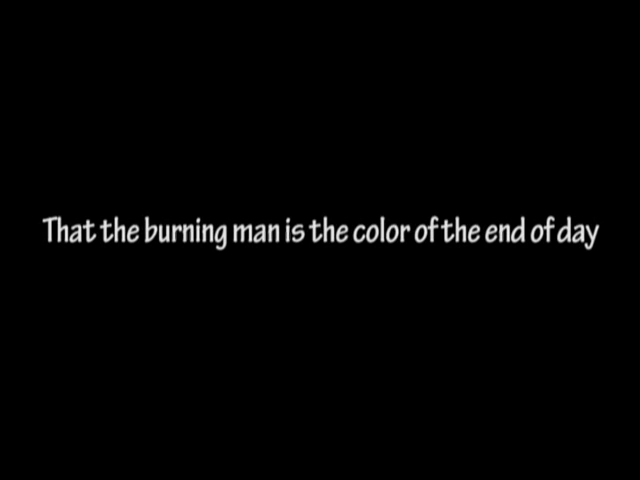 That the burning man is the color of the end of day